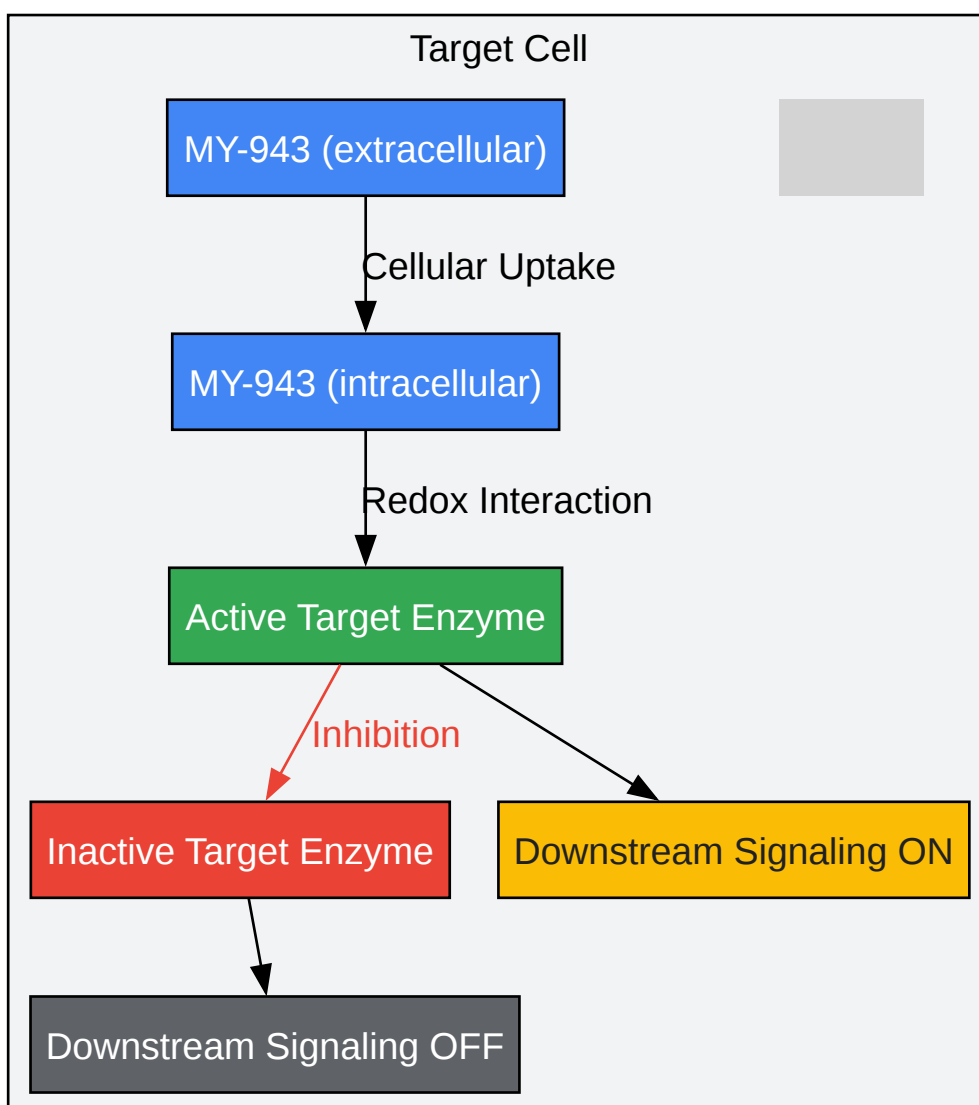 Target Cell
MY-943 (extracellular)
Cellular Uptake
MY-943 (intracellular)
Redox Interaction
Active Target Enzyme
Inhibition
Inactive Target Enzyme
Downstream Signaling ON
Downstream Signaling OFF